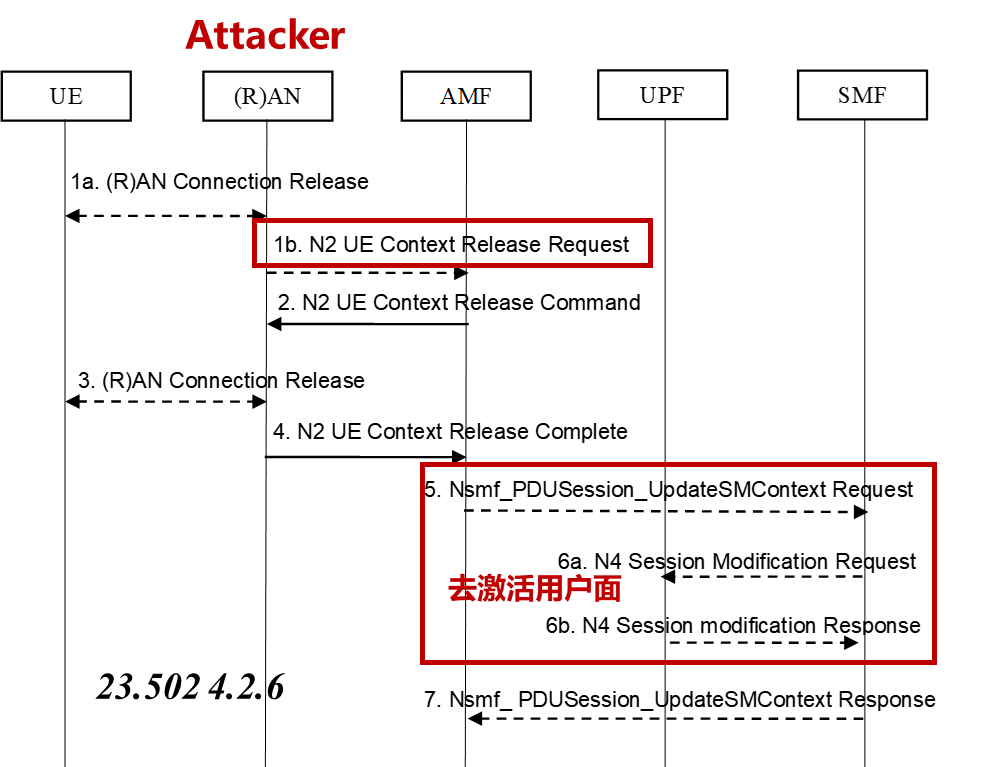 Attacker
UE
(R)AN
AMF
UPF
SMF
1a. (R)AN Connection Release
1b. N2 UE Context Release Request
2. N2 UE Context Release Command
3. (R)AN Connection Release
4. N2 UE Context Release Complete
5. Nsmf_PDUSession_UpdateSMContext Request
6a. N4 Session Modification Request
去激活用户面
6b. N4 Session modification Response
23.502 4.2.6
7. Nsmf_ PDUSession_UpdateSMContext Response